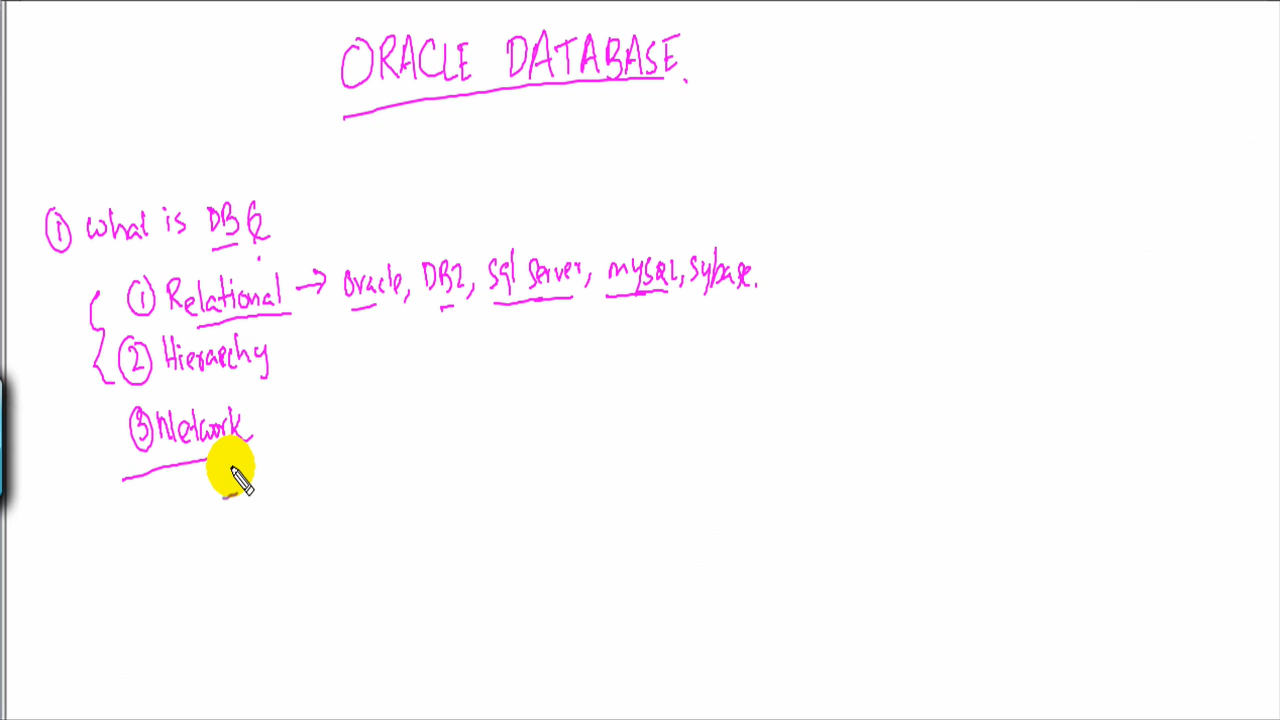 ORACLE DATABASE.
① What is DB?
① Relational → Oracle, DB2, Sql Server, mysql, Sybase.
② Hierarchy
③ Network